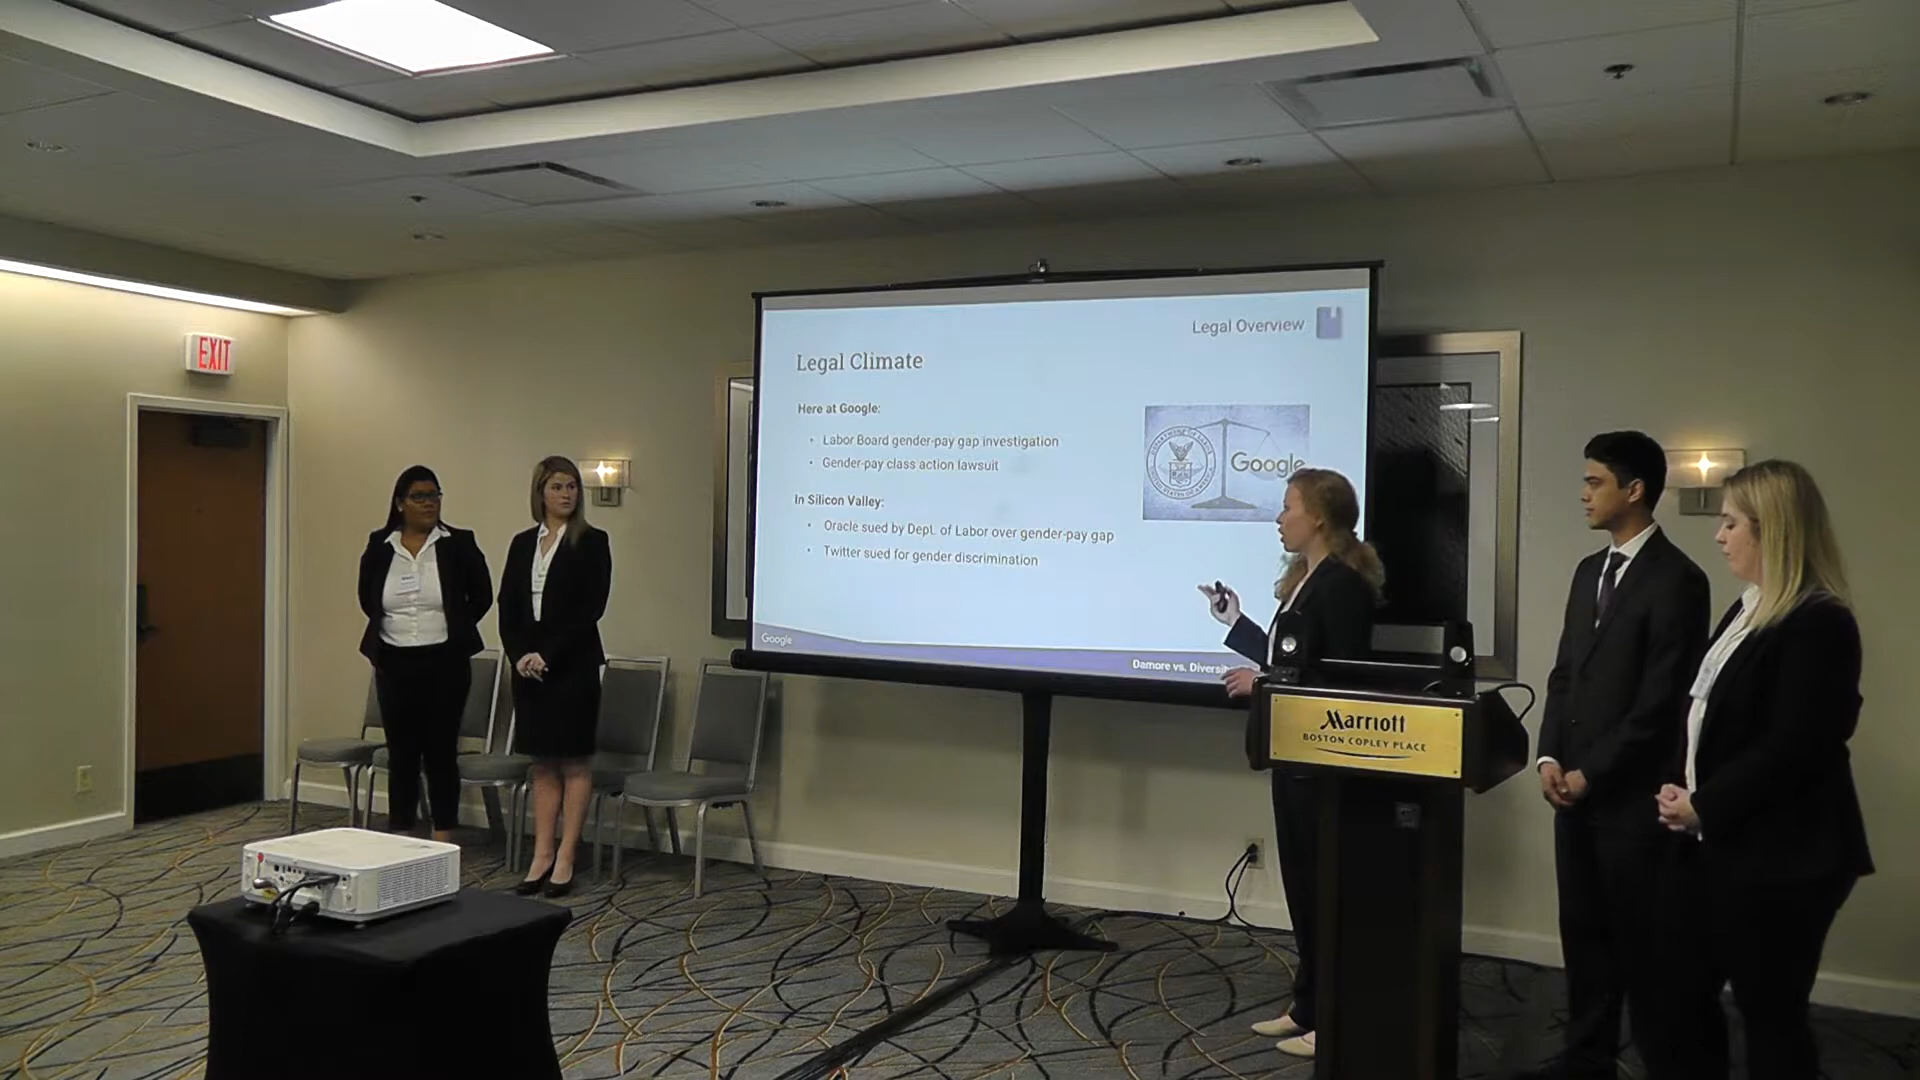 EXIT
Legal Overview
Legal Climate
Here at Google:
• Labor Board gender-pay gap investigation
• Gender-pay class action lawsuit
Google
In Silicon Valley:
• Oracle sued by Dept. of Labor over gender-pay gap
• Twitter sued for gender discrimination
Google
Damore vs.
Marriott
BOSTON COPLEY PLACE